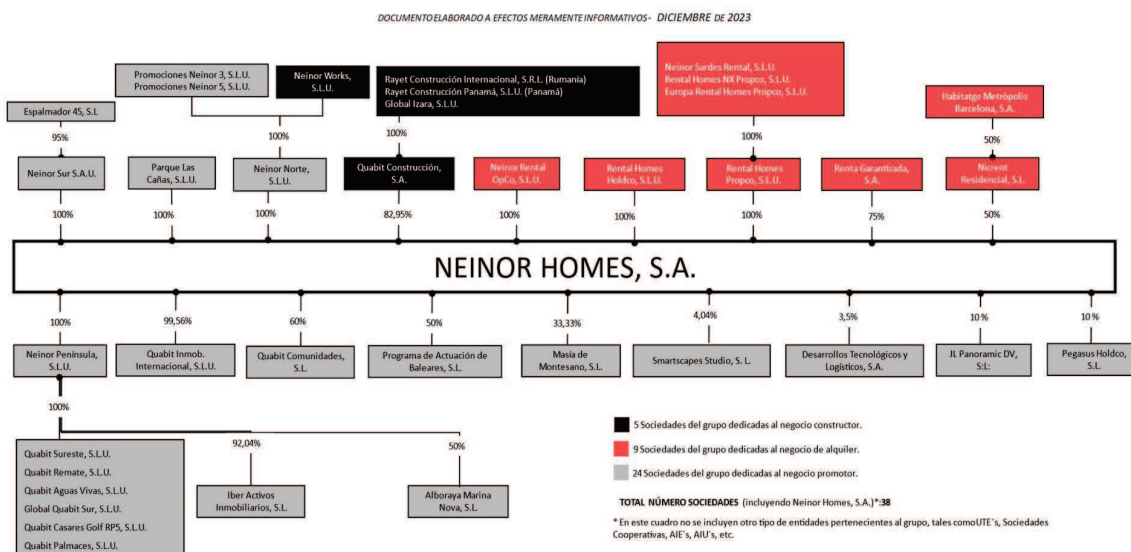 DOCUMENTO ELABORADO A EFECTOS MERAMENTE INFORMATIVOS- DICIEMBRE DE 2023
Promociones Neinor 3, S.L.U.
Promociones Neinor 5, S.L.U.
Neinor Works,
S.L.U.
Rayet Construcción Internacional, S.R.L. (Rumanía)
Rayet Construcción Panamá, S.L.U. (Panamá)
Global Izara, S.L.U.
Neinor Sardes Rental, S.L.U.
Rental Homes NX Propco, S.L.U.
Europa Rental Homes Propco, S.L.U.
Espalmador 45, S.L
Habitatge Metròpolis
Barcelona, S.A.
95%
100%
100%
100%
50%
Neinor Sur S.A.U.
Parque Las
Cañas, S.L.U.
Neinor Norte,
S.L.U.
Quabit Construcción,
S.A.
Neinor Rental
OpCo, S.L.U.
Rental Homes
Holdco, S.L.U.
Rental Homes
Propco, S.L.U.
Renta Garantizada,
S.A.
Nicrent
Residencial, S.L.
100%
100%
100%
82,95%
100%
100%
100%
75%
50%
NEINOR HOMES, S.A.
100%
99,56%
60%
50%
33,33%
4,04%
3,5%
10 %
10 %
Neinor Península,
S.L.U.
Quabit Inmob.
Internacional, S.L.U.
Quabit Comunidades,
S.L.
Programa de Actuación de
Baleares, S.L.
Masía de
Montesano, S.L.
Smartscapes Studio, S. L.
Desarrollos Tecnológicos y
Logísticos, S.A.
JL Panoramic DV,
S:L:
Pegasus Holdco,
S.L.
100%
92,04%
50%
Quabit Sureste, S.L.U.
Quabit Remate, S.L.U.
Quabit Aguas Vivas, S.L.U.
Global Quabit Sur, S.L.U.
Quabit Casares Golf RP5, S.L.U.
Quabit Palmaces, S.L.U.
Iber Activos
Inmobiliarios, S.L.
Alboraya Marina
Nova, S.L.
5 Sociedades del grupo dedicadas al negocio constructor.
9 Sociedades del grupo dedicadas al negocio de alquiler.
24 Sociedades del grupo dedicadas al negocio promotor.
TOTAL NÚMERO SOCIEDADES (incluyendo Neinor Homes, S.A.)*:38
* En este cuadro no se incluyen otro tipo de entidades pertenecientes al grupo, tales comoUTE´s, Sociedades
Cooperativas, AIE's, AIU's, etc.